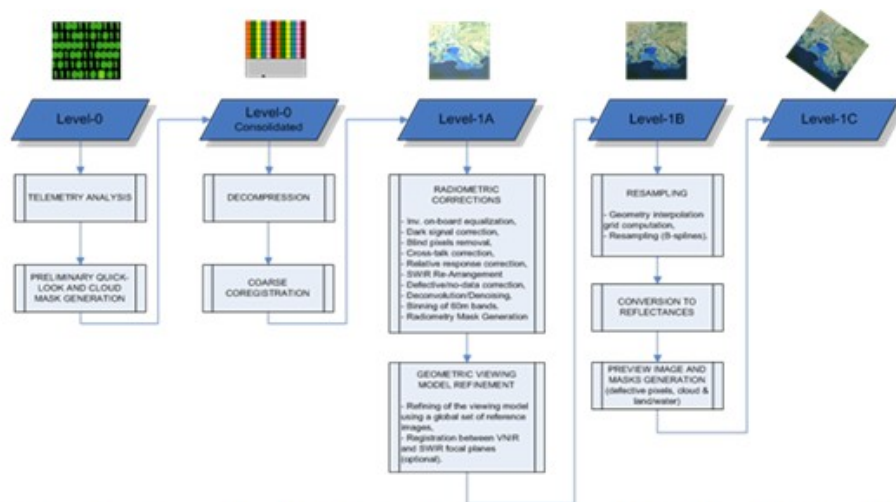 Level-0
TELEMETRY ANALYSIS
PRELIMINARY QUICK-
LOOK AND CLOUD
MASK GENERATION
Level-0
Consolidated
DECOMPRESSION
COARSE
COREGISTRATION
Level-1A
RADIOMETRIC
CORRECTIONS
- Inv. on-board equalization,
- Dark signal correction,
- Blind pixels removal,
- Cross-talk correction,
- Relative response correction,
- SWIR Re-Arrangement
- Defective/no-data correction,
- Deconvolution/Denoising,
- Binning of 60m bands,
- Radiometry Mask Generation
GEOMETRIC VIEWING
MODEL REFINEMENT
- Refining of the viewing model
using a global set of reference
images,
- Registration between VNIR
and SWIR focal planes
(optional).
Level-1B
RESAMPLING
- Geometry interpolation
grid computation,
- Resampling (B-splines),
CONVERSION TO
REFLECTANCES
PREVIEW IMAGE AND
MASKS GENERATION
(defective pixels, cloud &
land/water)
Level-1C